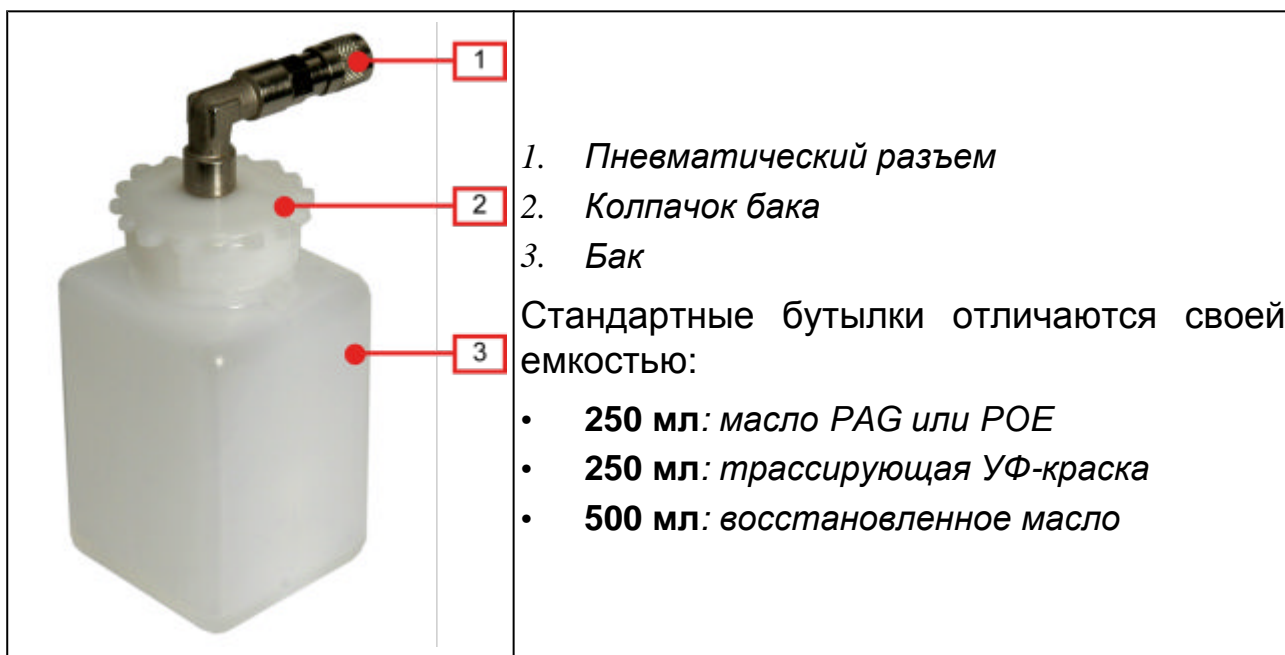 1
2
3
1. Пневматический разъем
2. Колпачок бака
3. Бак
Стандартные бутылки отличаются своей
емкостью:
• 250 мл: масло PAG или POE
• 250 мл: трассирующая УФ-краска
• 500 мл: восстановленное масло